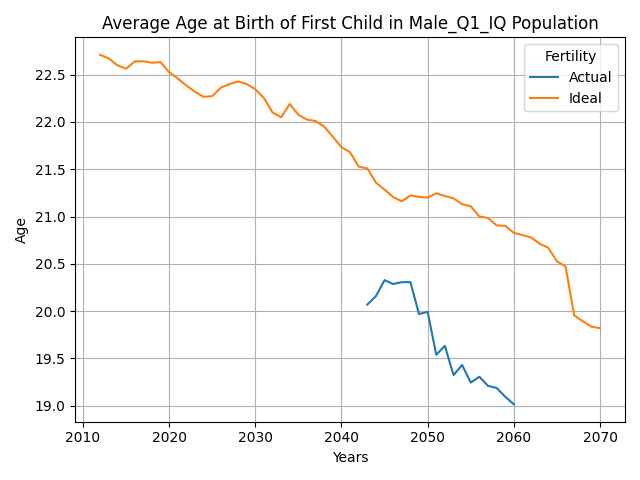 Average Age at Birth of First Child in Male_Q1_IQ Population
Fertility
Actual
Ideal
22.5
22.0
21.5
21.0
20.5
20.0
19.5
19.0
Age
2010 2020 2030 2040 2050 2060 2070
Years